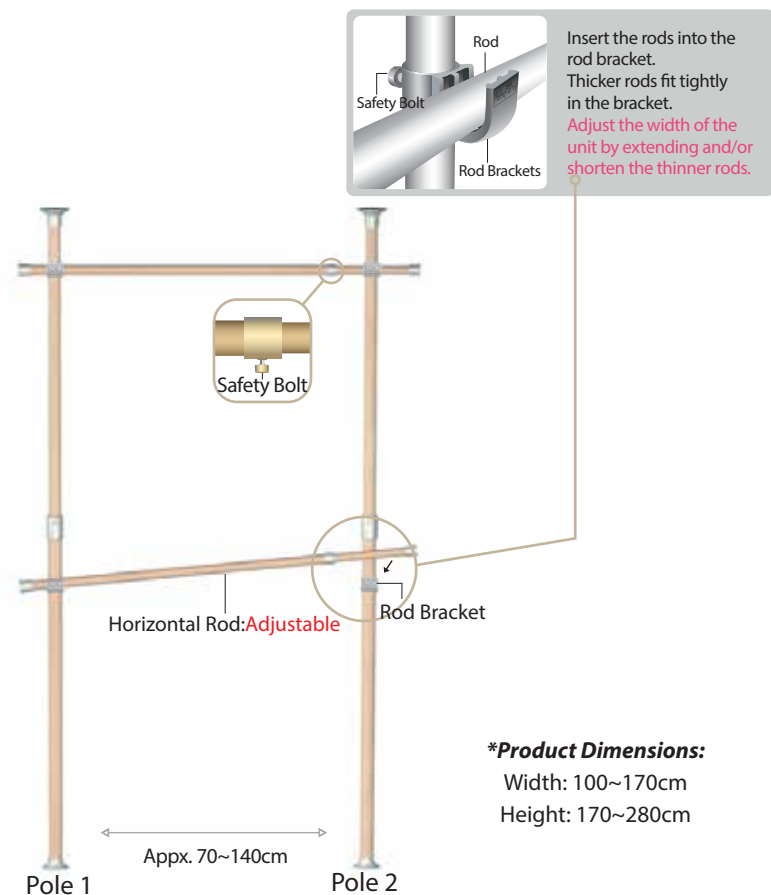 Rod
Safety Bolt
Rod Brackets
Insert the rods into the
rod bracket.
Thicker rods fit tightly
in the bracket.
Adjust the width of the
unit by extending and/or
shorten the thinner rods.
Safety Bolt
Horizontal Rod:Adjustable
Rod Bracket
*Product Dimensions:
Width: 100~170cm
Height: 170~280cm
Appx. 70~140cm
Pole 1
Pole 2